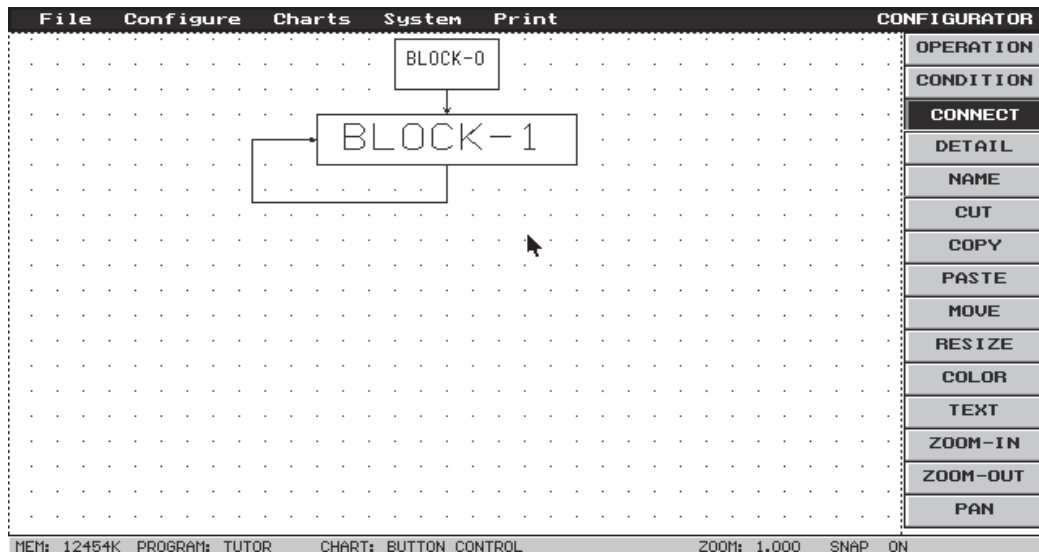 File Configure Charts System Print CONFIGURATOR
BLOCK-0
BLOCK-1
OPERATION
CONDITION
CONNECT
DETAIL
NAME
CUT
COPY
PASTE
MOVE
RESIZE
COLOR
TEXT
ZOOM-IN
ZOOM-OUT
PAN
MEM: 12454K PROGRAM: TUTOR CHART: BUTTON CONTROL ZOOM: 1.000 SNAP ON